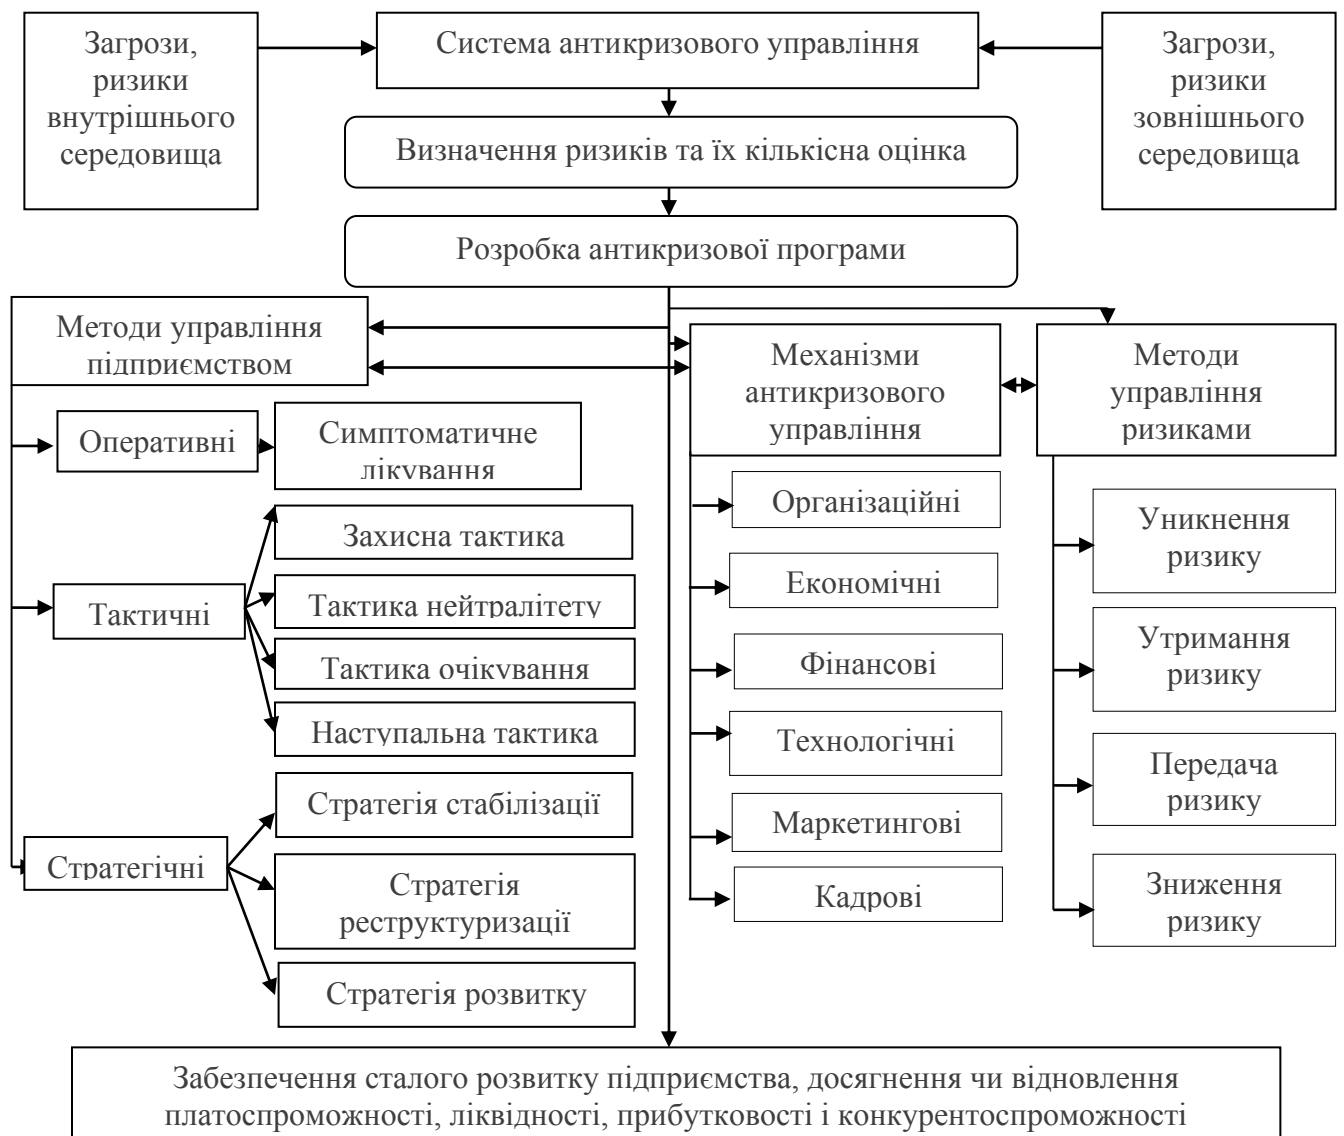 Загрози,
ризики
внутрішнього
середовища
Система антикризового управління
Загрози,
ризики
зовнішнього
середовища
Визначення ризиків та їх кількісна оцінка
Розробка антикризової програми
Методи управління
підприємством
Механізми
антикризового
управління
Методи
управління
ризиками
Оперативні
Симптоматичне
лікування
Тактичні
Захисна тактика
Тактика нейтралітету
Тактика очікування
Наступальна тактика
Стратегічні
Стратегія стабілізації
Стратегія
реструктуризації
Стратегія розвитку
Організаційні
Економічні
Фінансові
Технологічні
Маркетингові
Кадрові
Уникнення
ризику
Утримання
ризику
Передача
ризику
Зниження
ризику
Забезпечення сталого розвитку підприємства, досягнення чи відновлення
платоспроможності, ліквідності, прибутковості і конкурентоспроможності